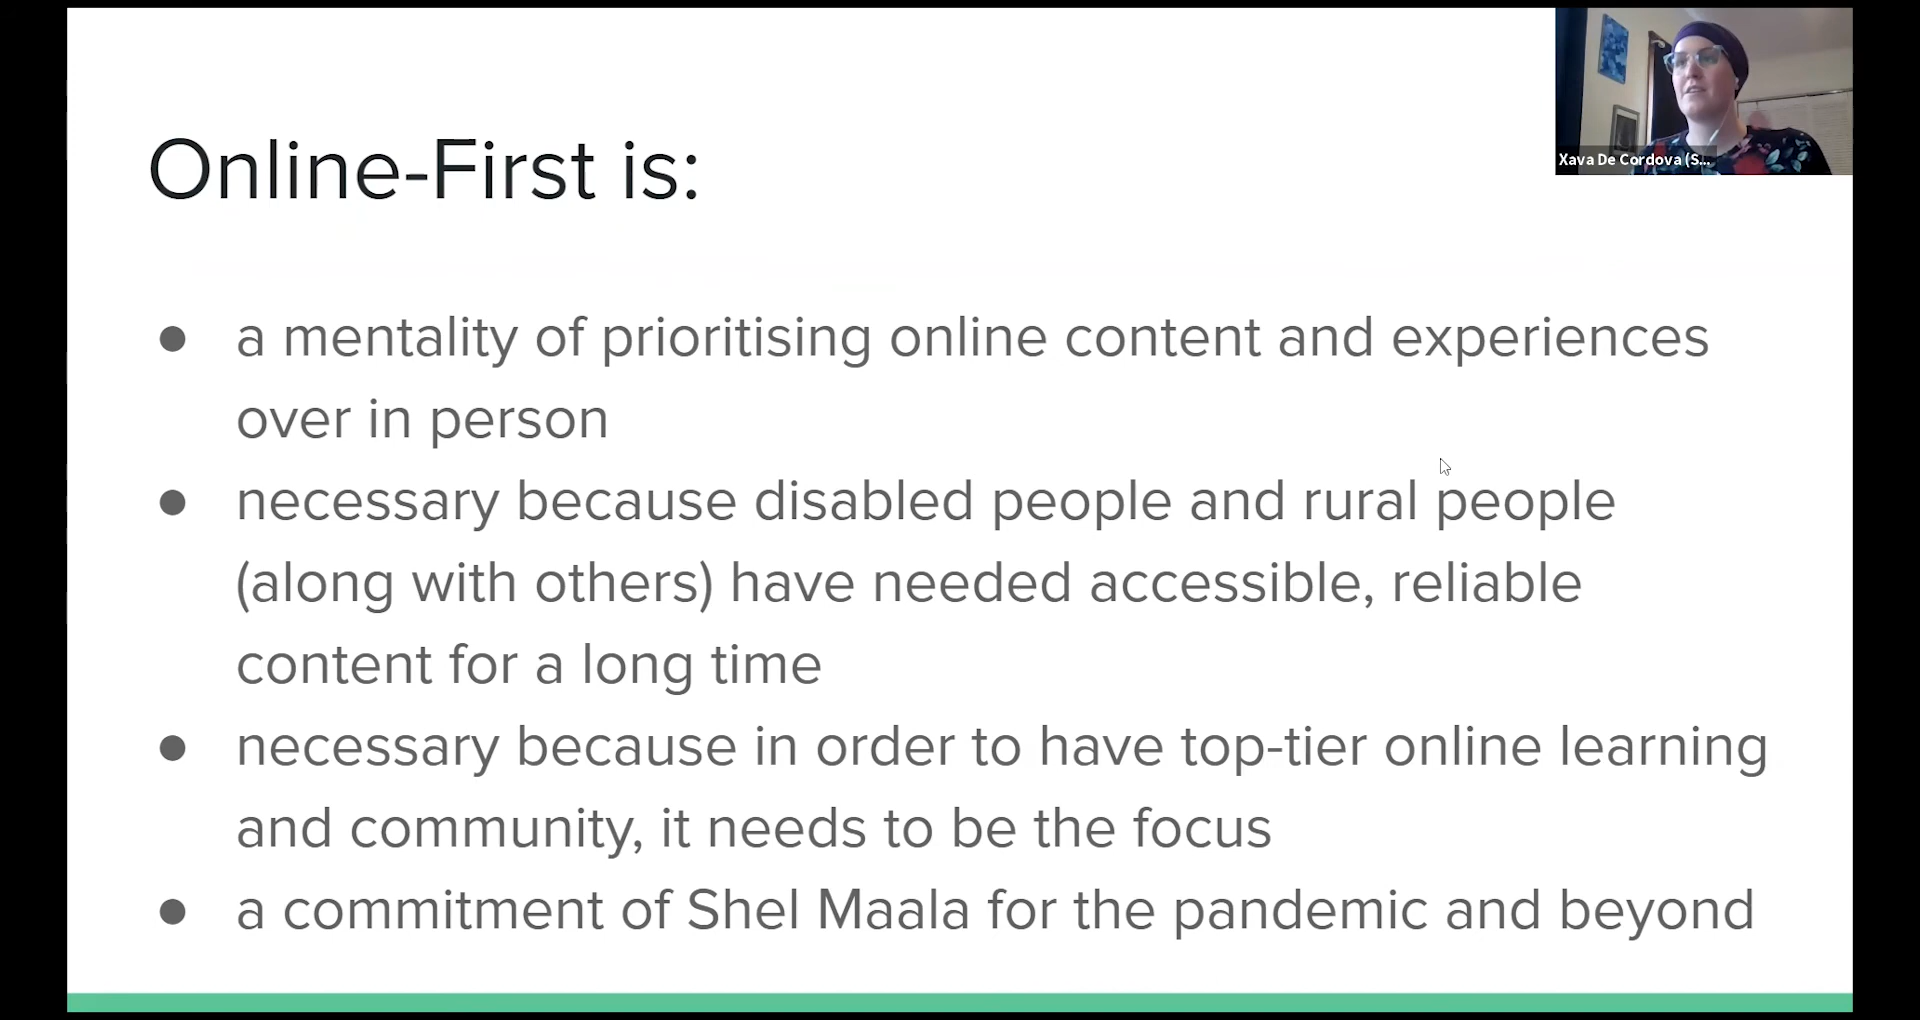 Online-First is:
Xava De Cordova (S...
● a mentality of prioritising online content and experiences
over in person
● necessary because disabled people and rural people
(along with others) have needed accessible, reliable
content for a long time
● necessary because in order to have top-tier online learning
and community, it needs to be the focus
● a commitment of Shel Maala for the pandemic and beyond